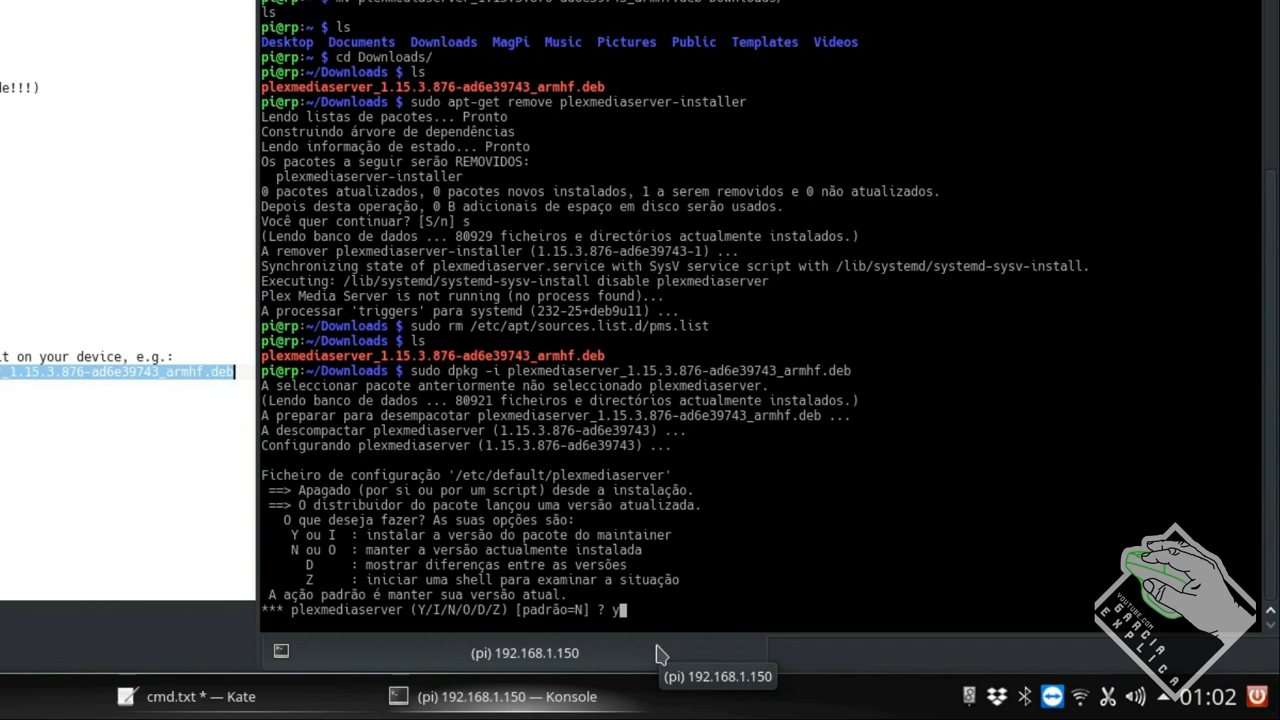 ls
pi@rp:~ $ ls
Desktop Documents Downloads MagPi Music Pictures Public Templates Videos
pi@rp:~ $ cd Downloads/
pi@rp:~/Downloads $ ls
de!!!)
plexmediaserver_1.15.3.876-ad6e39743_armhf.deb
pi@rp:~/Downloads $ sudo apt-get remove plexmediaserver-installer
Lendo listas de pacotes... Pronto
Construindo árvore de dependências
Lendo informação de estado... Pronto
Os pacotes a seguir serão REMOVIDOS:
plexmediaserver-installer
0 pacotes atualizados, 0 pacotes novos instalados, 1 a serem removidos e 0 não atualizados.
Depois desta operação, 0 B adicionais de espaço em disco serão usados.
Você quer continuar? [S/n] s
(Lendo banco de dados ... 80929 ficheiros e directórios actualmente instalados.)
A remover plexmediaserver-installer (1.15.3.876-ad6e39743-1) ...
Synchronizing state of plexmediaserver.service with SysV service script with /lib/systemd/systemd-sysv-install.
Executing: /lib/systemd/systemd-sysv-install disable plexmediaserver
Plex Media Server is not running (no process found)...
A processar 'triggers' para systemd (232-25+deb9u11) ...
pi@rp:~/Downloads $ sudo rm /etc/apt/sources.list.d/pms.list
pi@rp:~/Downloads $ ls
it on your device, e.g.:
plexmediaserver_1.15.3.876-ad6e39743_armhf.deb
r_1.15.3.876-ad6e39743_armhf.deb
pi@rp:~/Downloads $ sudo dpkg -i plexmediaserver_1.15.3.876-ad6e39743_armhf.deb
A seleccionar pacote anteriormente não seleccionado plexmediaserver.
(Lendo banco de dados ... 80921 ficheiros e directórios actualmente instalados.)
A preparar para desempacotar plexmediaserver_1.15.3.876-ad6e39743_armhf.deb ...
A descompactar plexmediaserver (1.15.3.876-ad6e39743) ...
Configurando plexmediaserver (1.15.3.876-ad6e39743) ...
Ficheiro de configuração '/etc/default/plexmediaserver'
==> Apagado (por si ou por um script) desde a instalação.
==> O distribuidor do pacote lançou uma versão atualizada.
O que deseja fazer? As suas opções são:
Y ou I : instalar a versão do pacote do maintainer
N ou O : manter a versão actualmente instalada
D : mostrar diferenças entre as versões
Z : iniciar uma shell para examinar a situação
A ação padrão é manter sua versão atual.
*** plexmediaserver (Y/I/N/O/D/Z) [padrão=N] ? y
(pi) 192.168.1.150
(pi) 192.168.1.150
YOUTUBE.COM
GARCIA
EXPLICA
cmd.txt * — Kate
(pi) 192.168.1.150 — Konsole
01:02